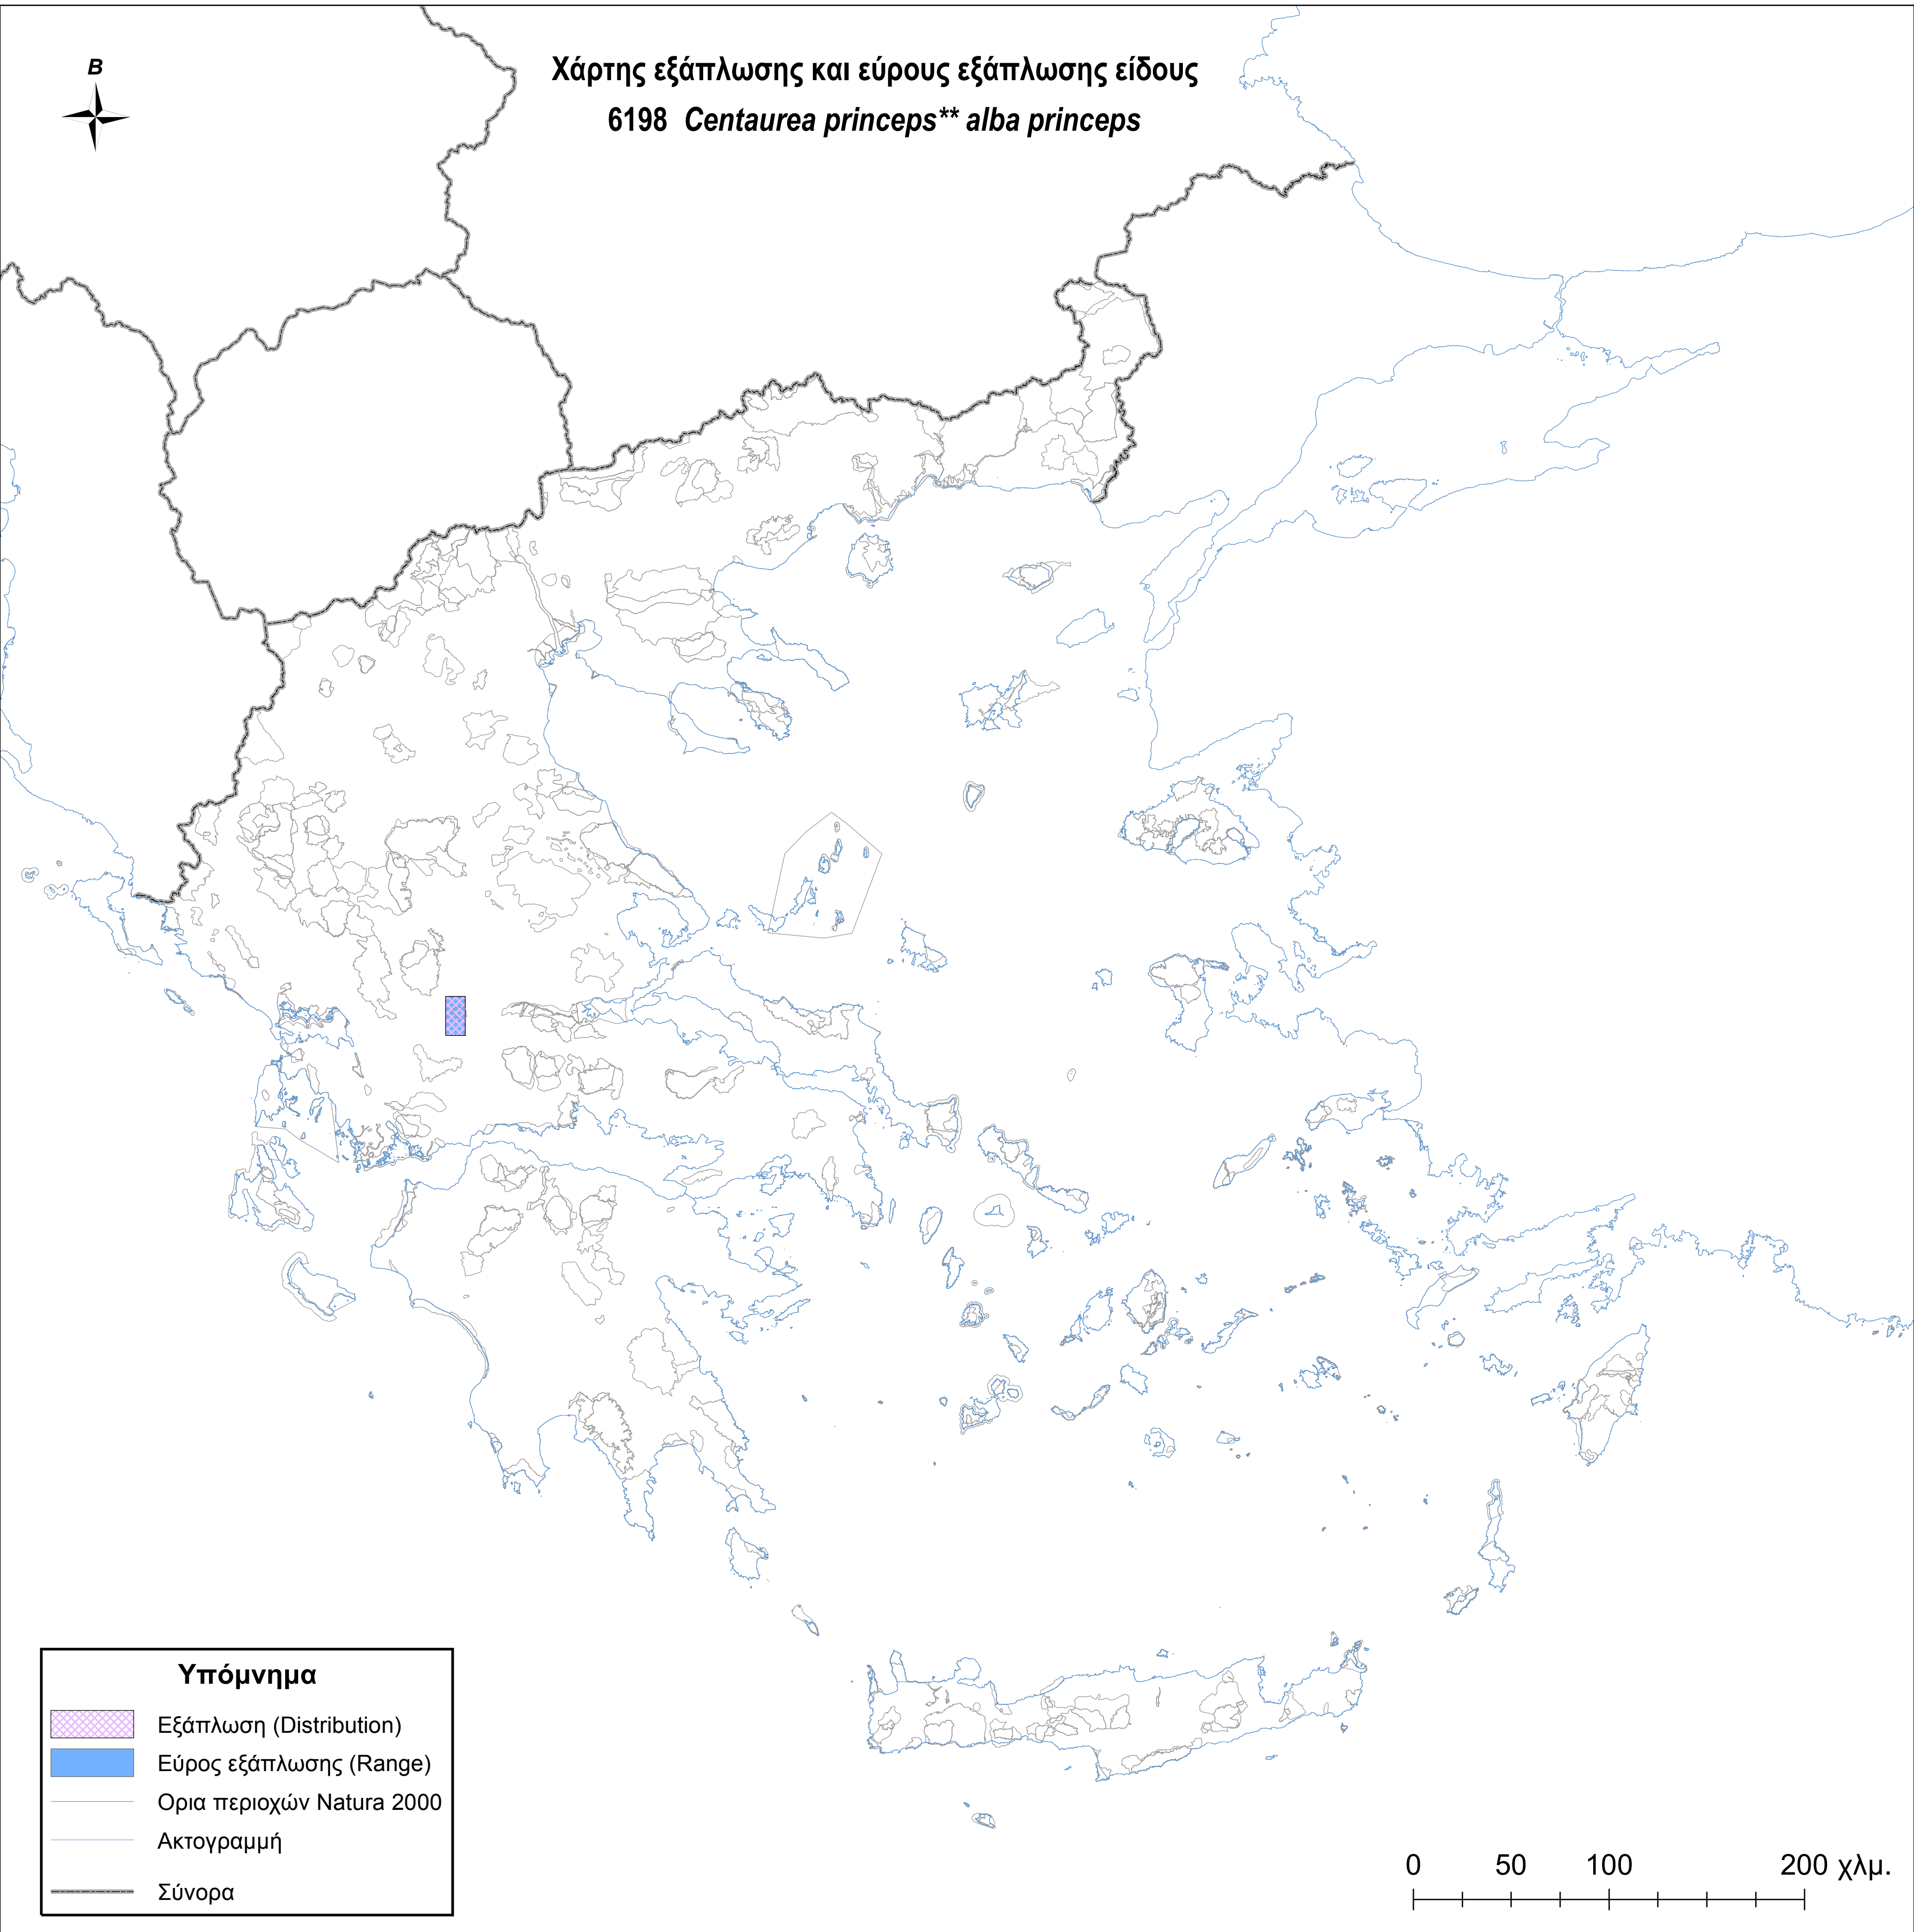 Χάρτης εξάπλωσης και εύρους εξάπλωσης είδους
6198 Centaurea princeps** alba princeps
B
Υπόμνημα
Εξάπλωση (Distribution)
Εύρος εξάπλωσης (Range)
Ορια περιοχών Natura 2000
Ακτογραμμή
Σύνορα
0 50 100 200 χλμ.